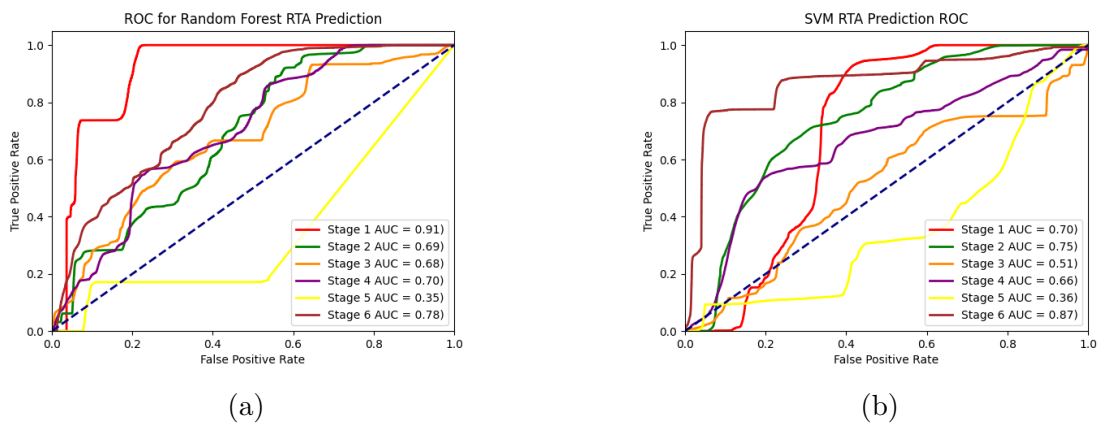 ROC for Random Forest RTA Prediction
True Positive Rate
1.0
0.8
0.6
0.4
0.2
0.0
Stage 1 AUC = 0.91)
Stage 2 AUC = 0.69)
Stage 3 AUC = 0.68)
Stage 4 AUC = 0.70)
Stage 5 AUC = 0.35)
Stage 6 AUC = 0.78)
0.0 0.2 0.4 0.6 0.8 1.0
False Positive Rate
(a)
SVM RTA Prediction ROC
True Positive Rate
1.0
0.8
0.6
0.4
0.2
0.0
Stage 1 AUC = 0.70)
Stage 2 AUC = 0.75)
Stage 3 AUC = 0.51)
Stage 4 AUC = 0.66)
Stage 5 AUC = 0.36)
Stage 6 AUC = 0.87)
0.0 0.2 0.4 0.6 0.8 1.0
False Positive Rate
(b)